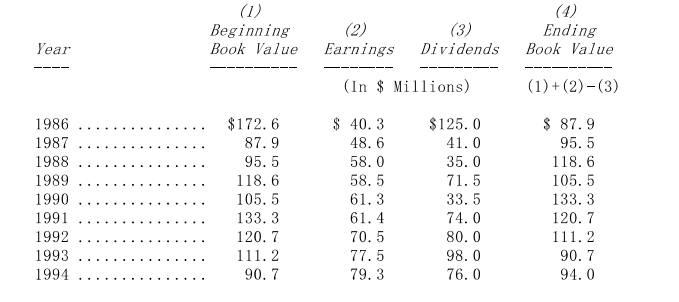 (1) (4)
Beginning (2) (3) Ending
Year Book Value Earnings Dividends Book Value
(In $ Millions) (1)+(2)-(3)
1986 ............... $172.6 $ 40.3 $125.0 $ 87.9
1987 ............... 87.9 48.6 41.0 95.5
1988 ............... 95.5 58.0 35.0 118.6
1989 ............... 118.6 58.5 71.5 105.5
1990 ............... 105.5 61.3 33.5 133.3
1991 ............... 133.3 61.4 74.0 120.7
1992 ............... 120.7 70.5 80.0 111.2
1993 ............... 111.2 77.5 98.0 90.7
1994 ............... 90.7 79.3 76.0 94.0